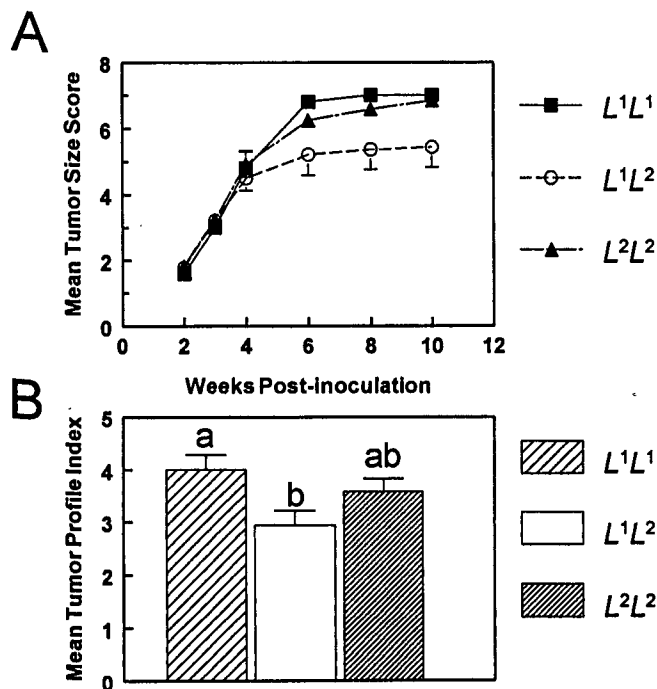 A
Mean Tumor Size Score
8
6
4
2
0
0 2 4 6 8 10 12
Weeks Post-inoculation
L¹L¹
L¹L²
L²L²
B
Mean Tumor Profile Index
5
4
3
2
1
0
a
b
ab
L¹L¹
L¹L²
L²L²